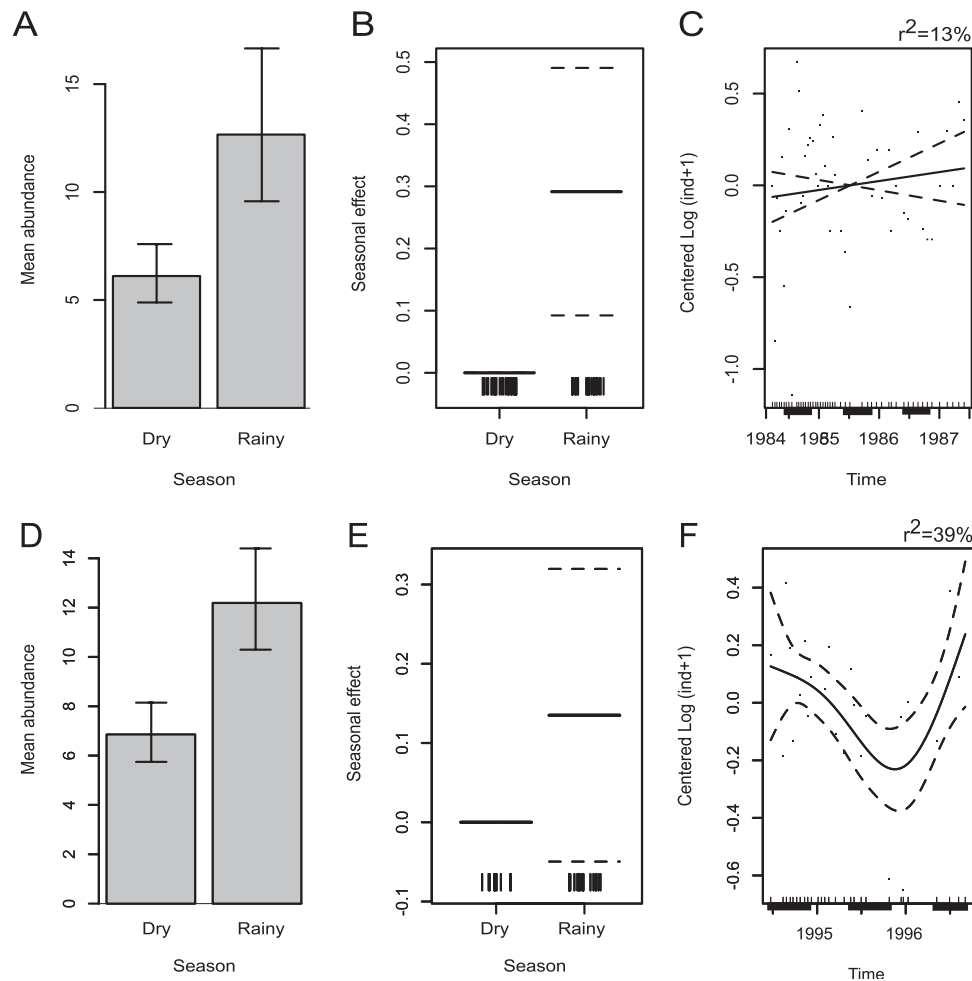 A
Mean abundance
15
10
5
0
Dry Rainy
Season
B
Seasonal effect
0.5
0.4
0.3
0.2
0.1
0.0
Dry Rainy
Season
C
r2=13%
Centered Log (ind+1)
0.5
0.0
-0.5
-1.0
1984 1985 1986 1987
Time
D
Mean abundance
14
12
10
8
6
4
2
0
Dry Rainy
Season
E
Seasonal effect
0.3
0.2
0.1
0.0
-0.1
Dry Rainy
Season
F
r2=39%
Centered Log (ind+1)
0.4
0.2
0.0
-0.2
-0.4
-0.6
1995 1996
Time